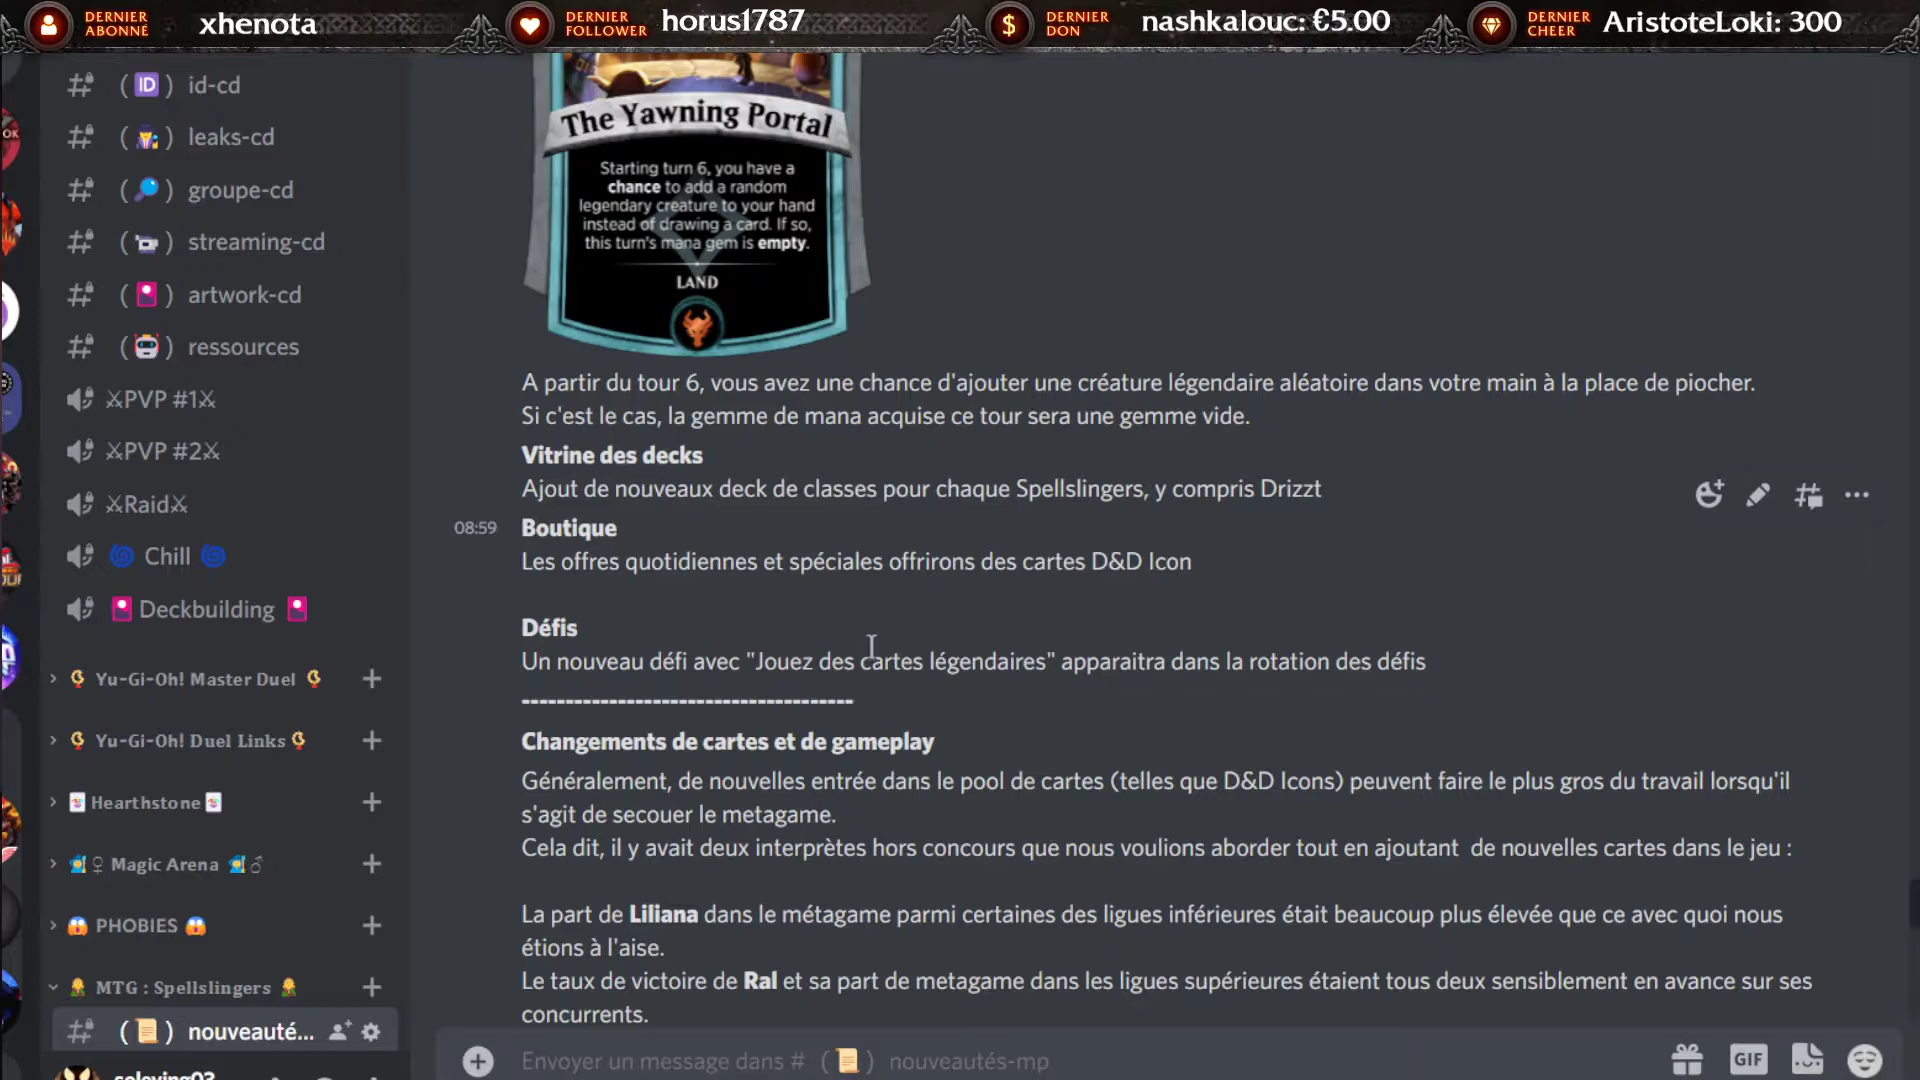 DERNIER
ABONNE
xhenota
DERNIER
FOLLOWER
horus1787
DERNIER
DON
nashkalouc: €5.00
DERNIER
CHEER
AristoteLoki: 300
id-cd
leaks-cd
groupe-cd
streaming-cd
artwork-cd
ressources
⚔PVP #1⚔
⚔PVP #2⚔
⚔Raid⚔
Chill
Deckbuilding
Yu-Gi-Oh! Master Duel
Yu-Gi-Oh! Duel Links
Hearthstone
Magic Arena
PHOBIES
MTG : Spellslingers
nouveauté...
The Yawning Portal
Starting turn 6, you have a
chance to add a random
legendary creature to your hand
instead of drawing a card. If so,
this turn's mana gem is empty.
LAND
A partir du tour 6, vous avez une chance d'ajouter une créature légendaire aléatoire dans votre main à la place de piocher.
Si c'est le cas, la gemme de mana acquise ce tour sera une gemme vide.
Vitrine des decks
Ajout de nouveaux deck de classes pour chaque Spellslingers, y compris Drizzt
08:59
Boutique
Les offres quotidiennes et spéciales offrirons des cartes D&D Icon
Défis
Un nouveau défi avec "Jouez des cartes légendaires" apparaitra dans la rotation des défis
-------------------------------------
Changements de cartes et de gameplay
Généralement, de nouvelles entrée dans le pool de cartes (telles que D&D Icons) peuvent faire le plus gros du travail lorsqu'il
s'agit de secouer le metagame.
Cela dit, il y avait deux interprètes hors concours que nous voulions aborder tout en ajoutant  de nouvelles cartes dans le jeu :
La part de Liliana dans le métagame parmi certaines des ligues inférieures était beaucoup plus élevée que ce avec quoi nous
étions à l'aise.
Le taux de victoire de Ral et sa part de metagame dans les ligues supérieures étaient tous deux sensiblement en avance sur ses
concurrents.
Envoyer un message dans # ( ) nouveautés-mp
GIF